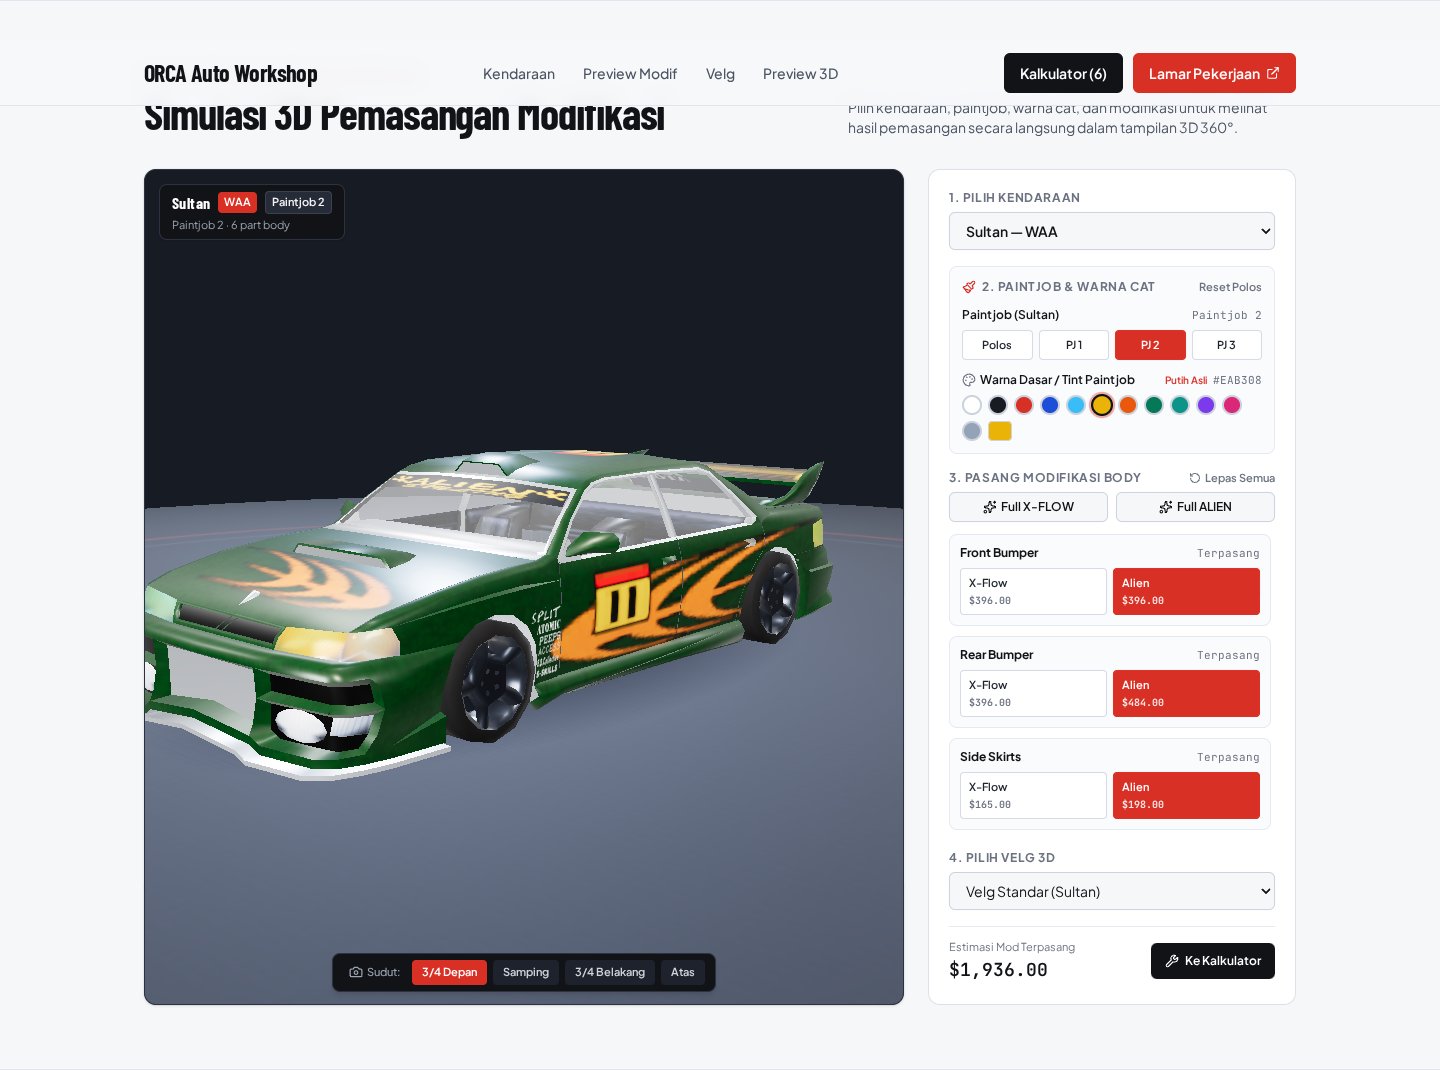 ORCA Auto Workshop
Kendaraan
Preview Modif
Velg
Preview 3D
Kalkulator (6)
Lamar Pekerjaan
Simulasi 3D Pemasangan Modifikasi
Pilih kendaraan, paintjob, warna cat, dan modifikasi untuk melihat
hasil pemasangan secara langsung dalam tampilan 3D 360°.
Sultan WAA Paintjob 2
Paintjob 2 · 6 part body
ALIEN
SPLIT
ATOMIC
PEEPS
Sudut:
3/4 Depan
Samping
3/4 Belakang
Atas
1. PILIH KENDARAAN
Sultan — WAA
2. PAINTJOB & WARNA CAT
Reset Polos
Paintjob (Sultan)
Paintjob 2
Polos
PJ 1
PJ 2
PJ 3
Warna Dasar / Tint Paintjob
Putih Asli #EAB308
3. PASANG MODIFIKASI BODY
Lepas Semua
Full X-FLOW
Full ALIEN
Front Bumper
Terpasang
X-Flow
$396.00
Alien
$396.00
Rear Bumper
Terpasang
X-Flow
$396.00
Alien
$484.00
Side Skirts
Terpasang
X-Flow
$165.00
Alien
$198.00
4. PILIH VELG 3D
Velg Standar (Sultan)
Estimasi Mod Terpasang
$1,936.00
Ke Kalkulator